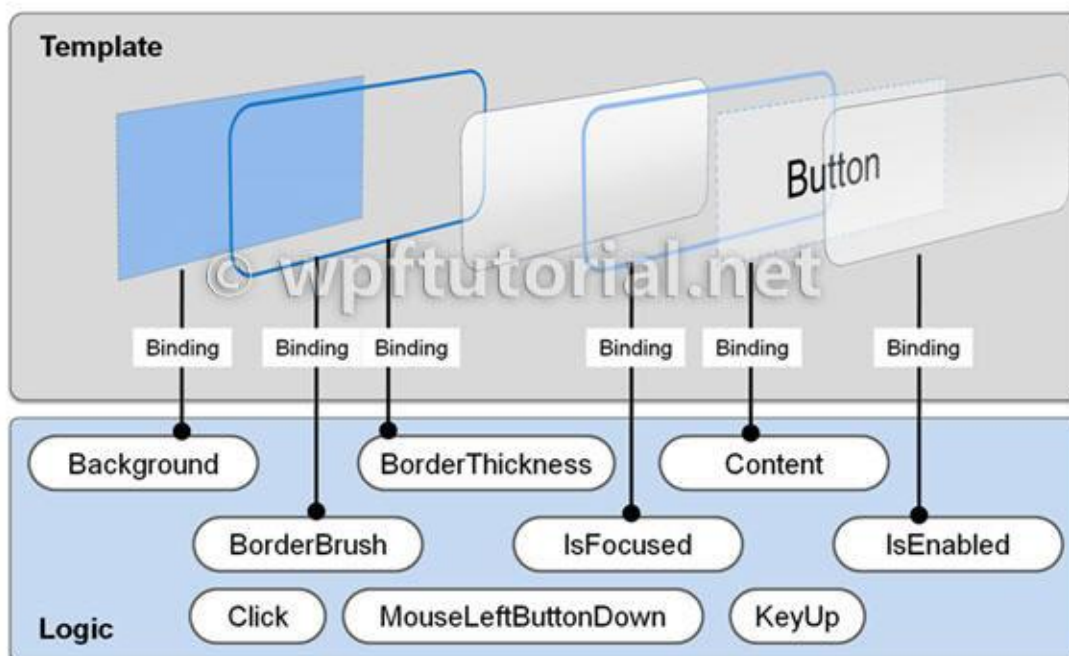 Template
Button
© wpftutorial.net
Binding Binding Binding Binding Binding Binding
Background BorderThickness Content
BorderBrush IsFocused IsEnabled
Click MouseLeftButtonDown KeyUp
Logic